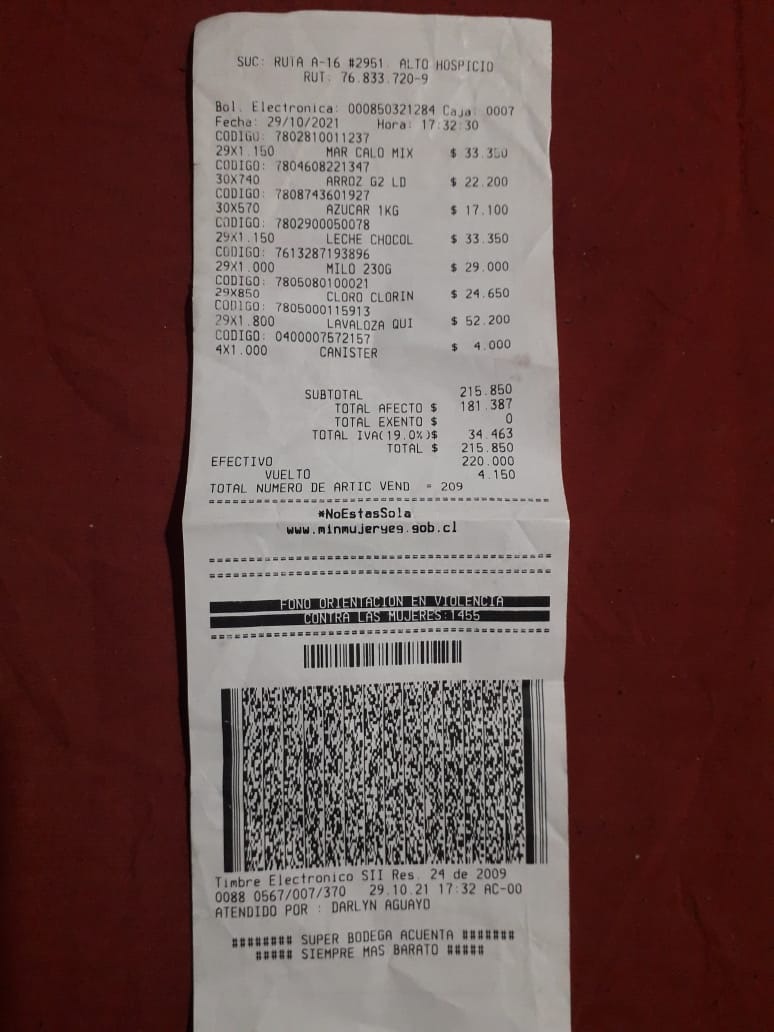 SUC: RUTA A-16 #2951. ALTO HOSPICIO
RUT: 76.833.720-9
Bol. Electronica: 000850321284 Caja: 0007
Fecha: 29/10/2021 Hora: 17:32:30
CODIGO: 7802810011237
29X1.150 MAR CALO MIX $ 33.350
CODIGO: 7804608221347
30X740 ARROZ G2 LD $ 22.200
CODIGO: 7808743601927
30X570 AZUCAR 1KG $ 17.100
CODIGO: 7802900050078
29X1.150 LECHE CHOCOL $ 33.350
CODIGO: 7613287193896
29X1.000 MILO 230G $ 29.000
CODIGO: 7805080100021
29X850 CLORO CLORIN $ 24.650
CODIGO: 7805000115913
29X1.800 LAVALOZA QUI $ 52.200
CODIGO: 0400007572157
4X1.000 CANISTER $ 4.000
SUBTOTAL 215.850
TOTAL AFECTO $ 181.387
TOTAL EXENTO $ 0
TOTAL IVA(19.0%)$ 34.463
TOTAL $ 215.850
EFECTIVO 220.000
VUELTO 4.150
TOTAL NUMERO DE ARTIC VEND = 209
#NoEstasSola
www.minmujeryeg.gob.cl
FONO ORIENTACION EN VIOLENCIA
CONTRA LAS MUJERES:1455
Timbre Electronico SII Res. 24 de 2009
0088 0567/007/370 29.10.21 17:32 AC-00
ATENDIDO POR : DARLYN AGUAYO
######## SUPER BODEGA ACUENTA #######
##### SIEMPRE MAS BARATO #####